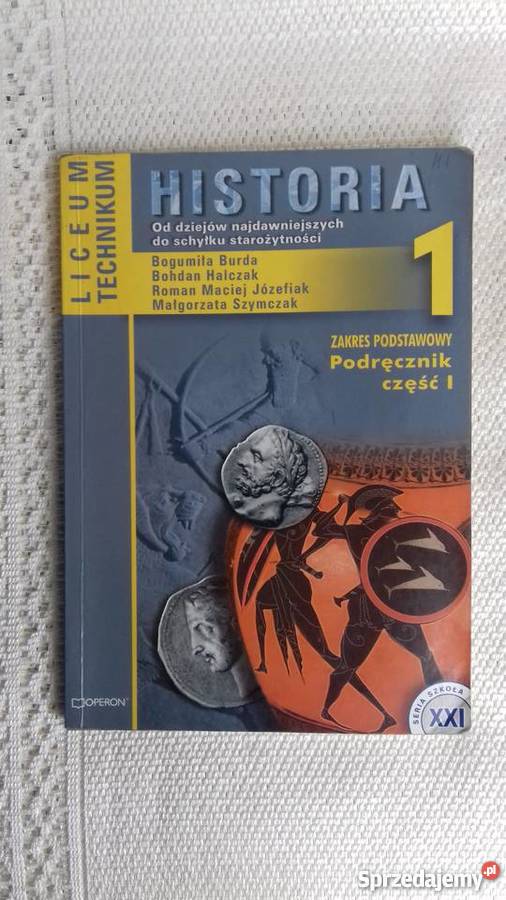 LICEUM
TECHNIKUM
HISTORIA
Od dziejów najdawniejszych
do schyłku starożytności
1
Bogumiła Burda
Bohdan Halczak
Roman Maciej Józefiak
Małgorzata Szymczak
ZAKRES PODSTAWOWY
Podręcznik
część I
OPERON
SERIA SZKOŁA
XXI
Sprzedajemy.pl